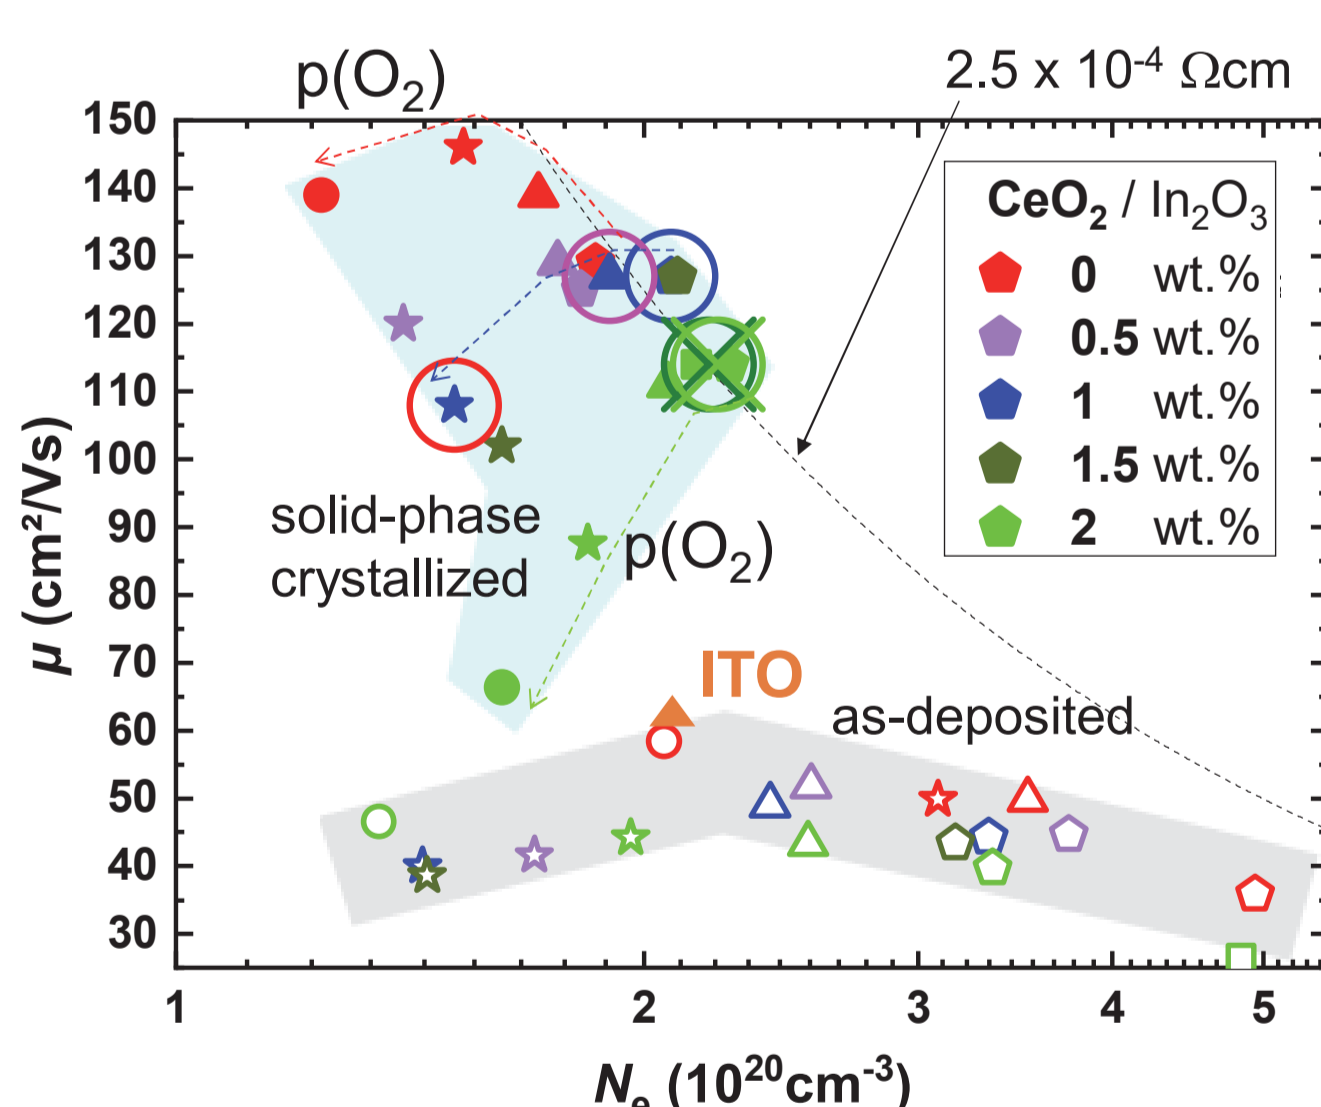 p(O₂)
2.5 x 10⁻⁴ Ωcm
150
140
130
120
110
100
90
80
70
60
50
40
30
μ (cm²/Vs)
CeO₂ / In₂O₃
0 wt.%
0.5 wt.%
1 wt.%
1.5 wt.%
2 wt.%
solid-phase
crystallized
p(O₂)
ITO
as-deposited
1 2 3 4 5
Nₑ (10²⁰cm⁻³)